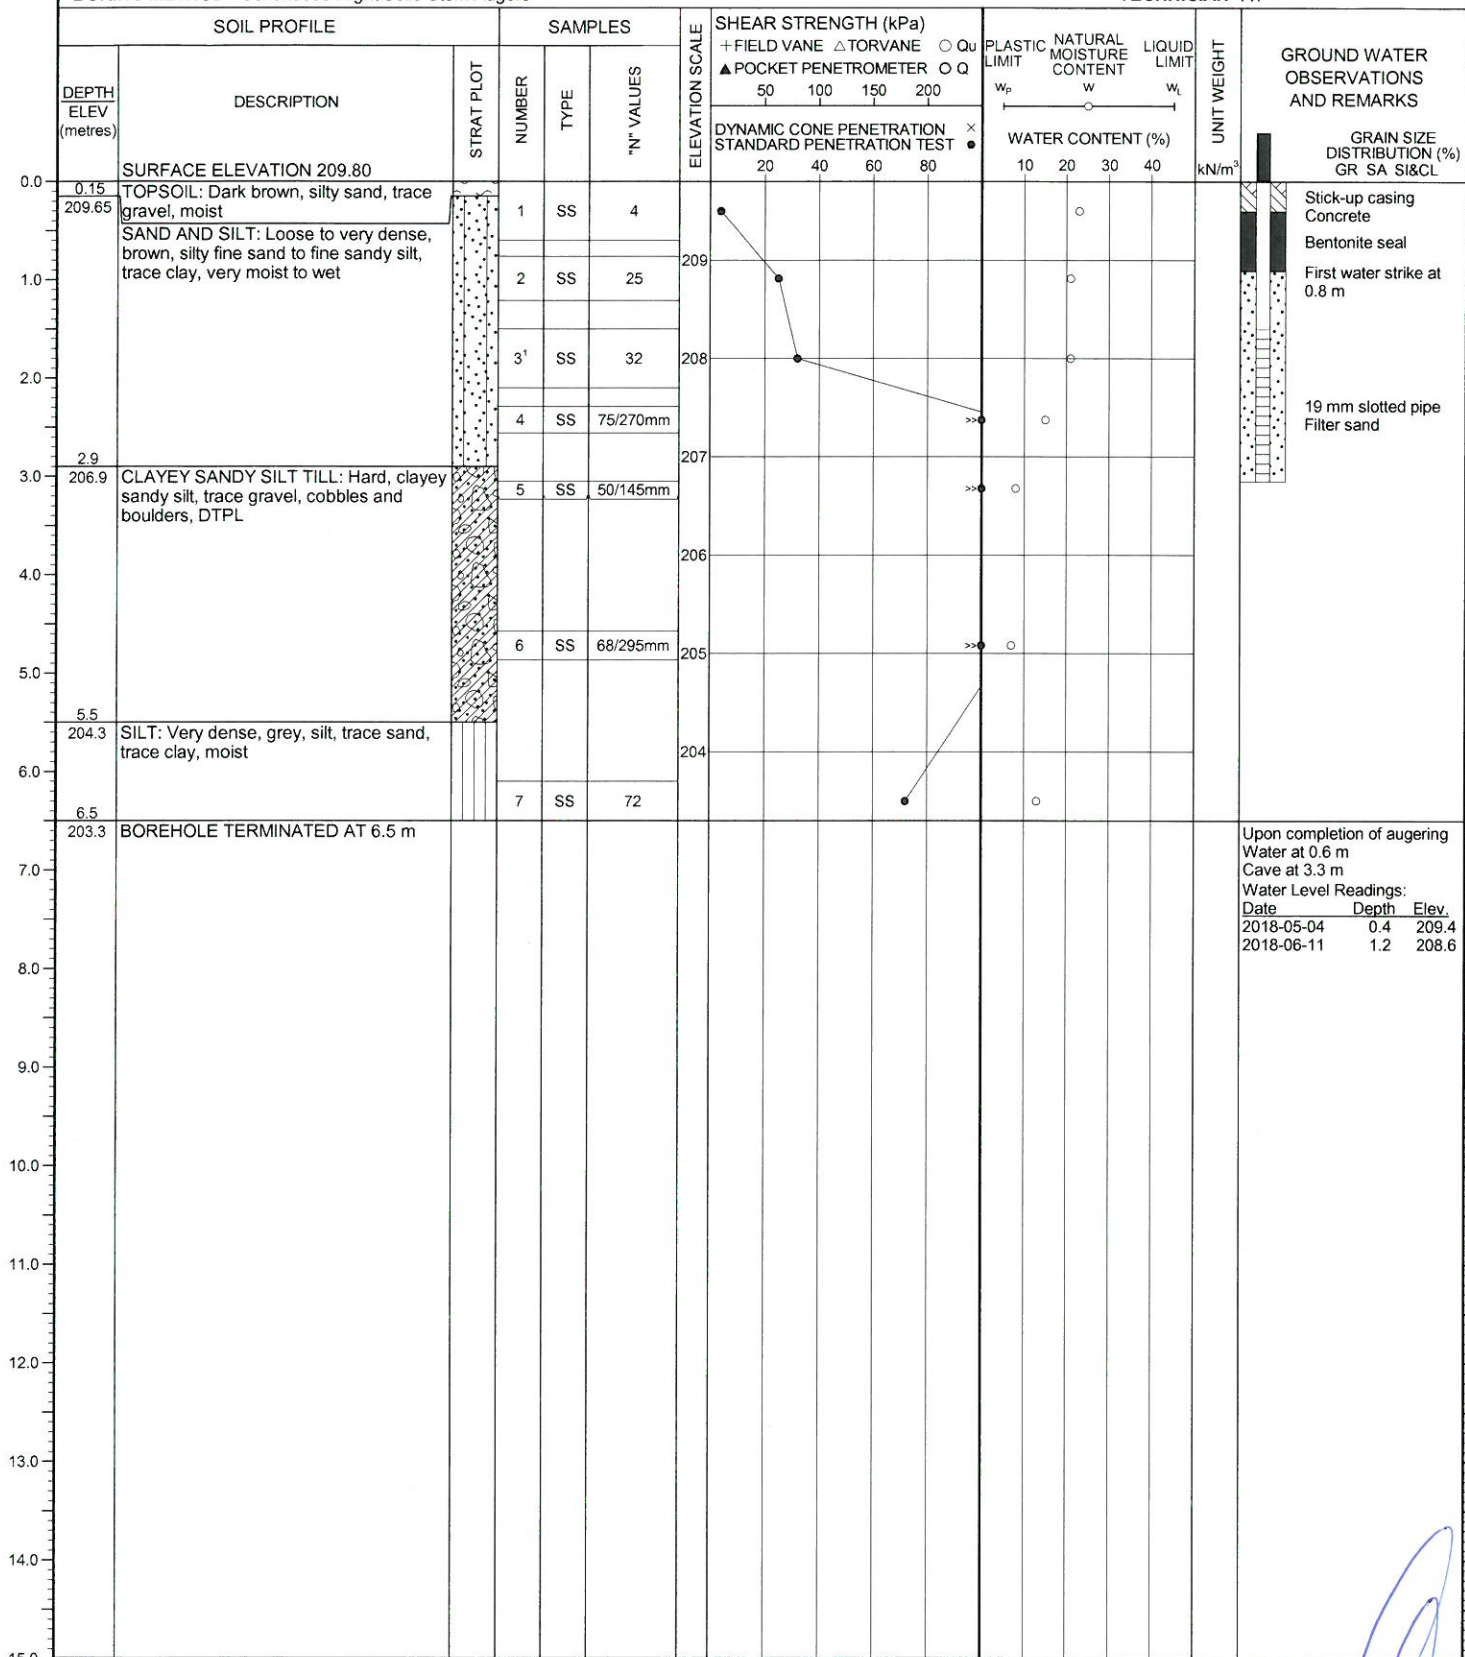 SOIL PROFILE
SAMPLES
ELEVATION SCALE
SHEAR STRENGTH (kPa)
+FIELD VANE △TORVANE ○ Qu
▲POCKET PENETROMETER O Q
50 100 150 200
DYNAMIC CONE PENETRATION ×
STANDARD PENETRATION TEST ●
20 40 60 80
PLASTIC LIMIT
NATURAL MOISTURE CONTENT
LIQUID LIMIT
WP W WL
WATER CONTENT (%)
10 20 30 40
UNIT WEIGHT
kN/m³
GROUND WATER
OBSERVATIONS
AND REMARKS
GRAIN SIZE
DISTRIBUTION (%)
GR SA SI&CL
DEPTH
ELEV
(metres)
DESCRIPTION
STRAT PLOT
NUMBER
TYPE
"N" VALUES
SURFACE ELEVATION 209.80
0.0
0.15
209.65
TOPSOIL: Dark brown, silty sand, trace
gravel, moist
1 SS 4
Stick-up casing
Concrete
SAND AND SILT: Loose to very dense,
brown, silty fine sand to fine sandy silt,
trace clay, very moist to wet
Bentonite seal
209
1.0
2 SS 25
First water strike at
0.8 m
3¹ SS 32
208
2.0
4 SS 75/270mm
>>
19 mm slotted pipe
Filter sand
207
2.9
3.0
206.9
CLAYEY SANDY SILT TILL: Hard, clayey
sandy silt, trace gravel, cobbles and
boulders, DTPL
5 SS 50/145mm
>>
206
4.0
6 SS 68/295mm
>>
205
5.0
5.5
204.3
SILT: Very dense, grey, silt, trace sand,
trace clay, moist
204
6.0
7 SS 72
6.5
203.3
BOREHOLE TERMINATED AT 6.5 m
Upon completion of augering
Water at 0.6 m
Cave at 3.3 m
Water Level Readings:
Date Depth Elev.
2018-05-04 0.4 209.4
2018-06-11 1.2 208.6
7.0
8.0
9.0
10.0
11.0
12.0
13.0
14.0